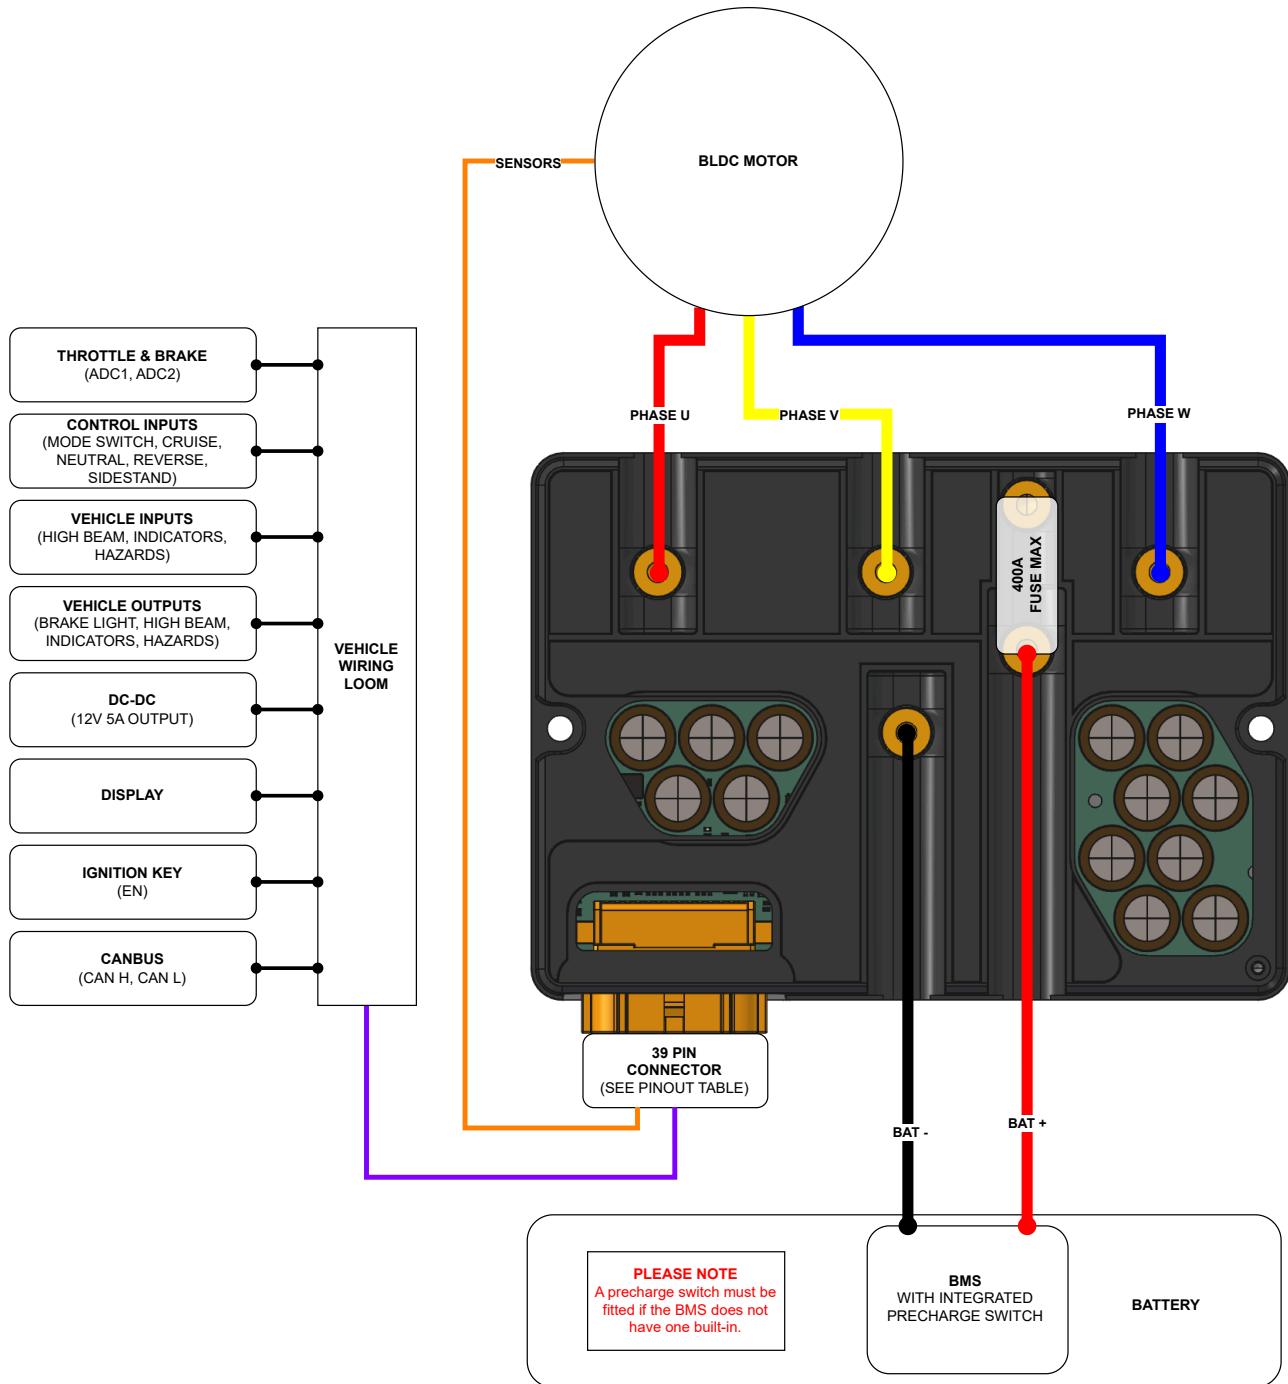 BLDC MOTOR
SENSORS
PHASE U
PHASE V
PHASE W
THROTTLE & BRAKE
(ADC1, ADC2)
CONTROL INPUTS
(MODE SWITCH, CRUISE,
NEUTRAL, REVERSE,
SIDESTAND)
VEHICLE INPUTS
(HIGH BEAM, INDICATORS,
HAZARDS)
VEHICLE OUTPUTS
(BRAKE LIGHT, HIGH BEAM,
INDICATORS, HAZARDS)
DC-DC
(12V 5A OUTPUT)
DISPLAY
IGNITION KEY
(EN)
CANBUS
(CAN H, CAN L)
VEHICLE
WIRING
LOOM
400A
FUSE MAX
39 PIN
CONNECTOR
(SEE PINOUT TABLE)
BAT -
BAT +
PLEASE NOTE
A precharge switch must be
fitted if the BMS does not
have one built-in.
BMS
WITH INTEGRATED
PRECHARGE SWITCH
BATTERY